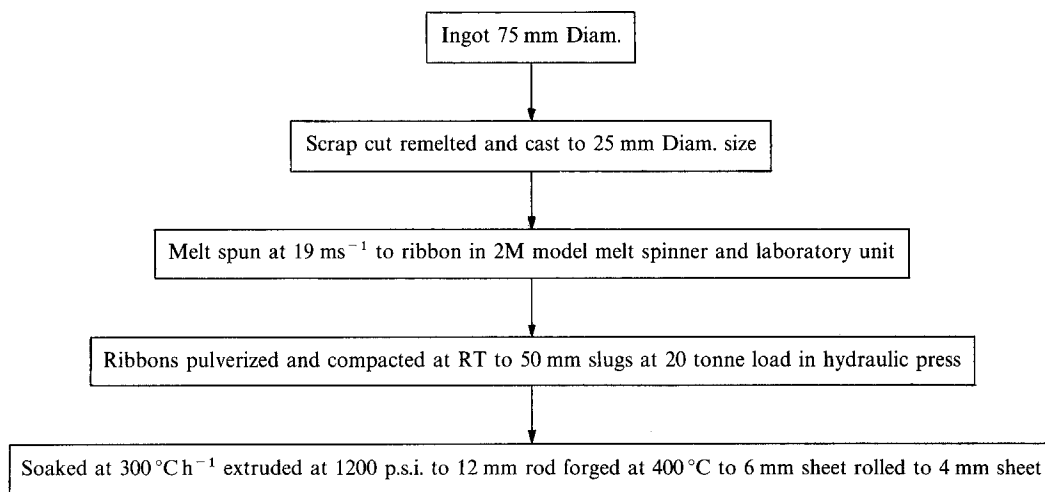 Ingot 75 mm Diam.
Scrap cut remelted and cast to 25 mm Diam. size
Melt spun at 19 ms⁻¹ to ribbon in 2M model melt spinner and laboratory unit
Ribbons pulverized and compacted at RT to 50 mm slugs at 20 tonne load in hydraulic press
Soaked at 300 °C h⁻¹ extruded at 1200 p.s.i. to 12 mm rod forged at 400 °C to 6 mm sheet rolled to 4 mm sheet